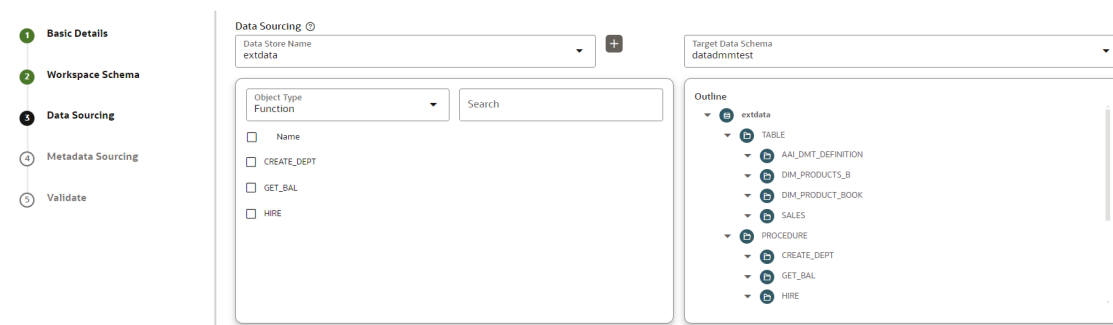 1 Basic Details
2 Workspace Schema
3 Data Sourcing
4 Metadata Sourcing
5 Validate
Data Sourcing ?
Data Store Name
extdata
+
Target Data Schema
datadmmtest
Object Type
Function
Search
Name
CREATE_DEPT
GET_BAL
HIRE
Outline
extdata
TABLE
AAI_DMT_DEFINITION
DIM_PRODUCTS_B
DIM_PRODUCT_BOOK
SALES
PROCEDURE
CREATE_DEPT
GET_BAL
HIRE